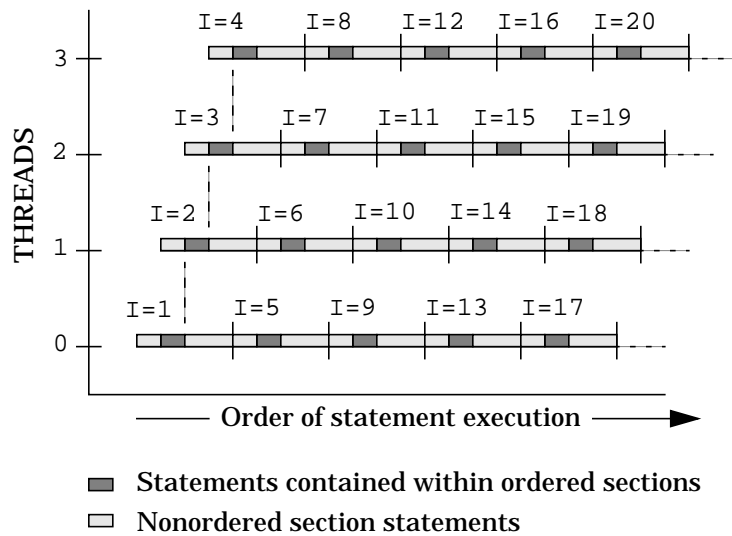 I=4 I=8 I=12 I=16 I=20
3
I=3 I=7 I=11 I=15 I=19
2
I=2 I=6 I=10 I=14 I=18
1
I=1 I=5 I=9 I=13 I=17
0
THREADS
Order of statement execution
Statements contained within ordered sections
Nonordered section statements